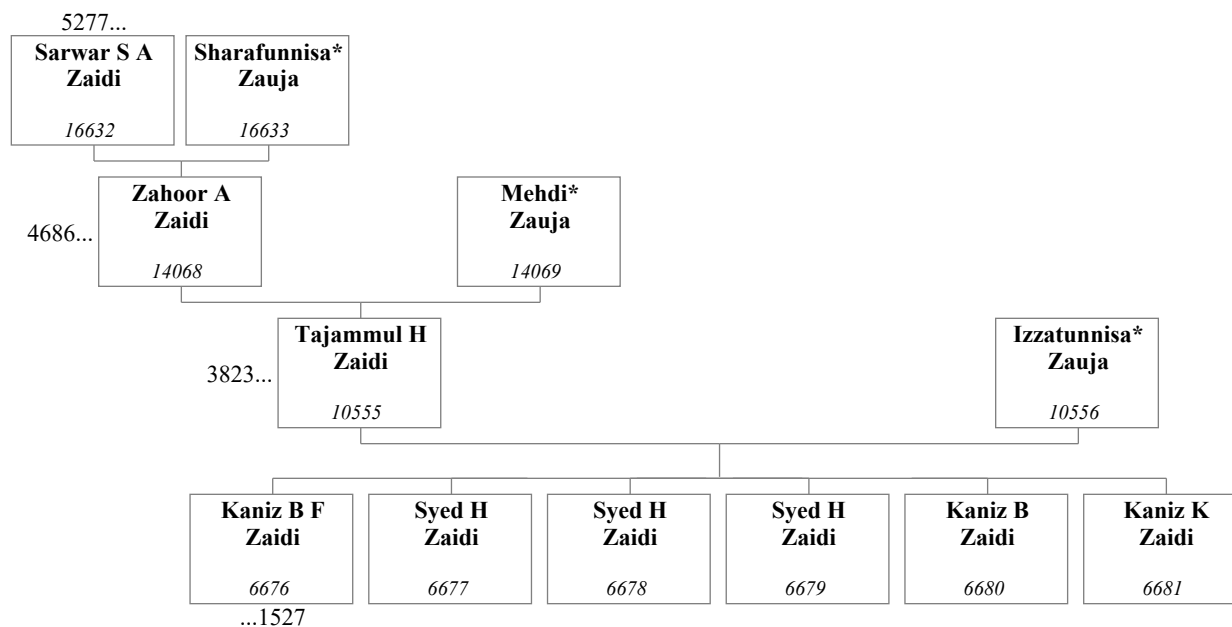 5277...
Sarwar S A
Zaidi
16632
Sharafunnisa*
Zauja
16633
4686...
Zahoor A
Zaidi
14068
Mehdi*
Zauja
14069
3823...
Tajammul H
Zaidi
10555
Izzatunnisa*
Zauja
10556
Kaniz B F
Zaidi
6676
...1527
Syed H
Zaidi
6677
Syed H
Zaidi
6678
Syed H
Zaidi
6679
Kaniz B
Zaidi
6680
Kaniz K
Zaidi
6681